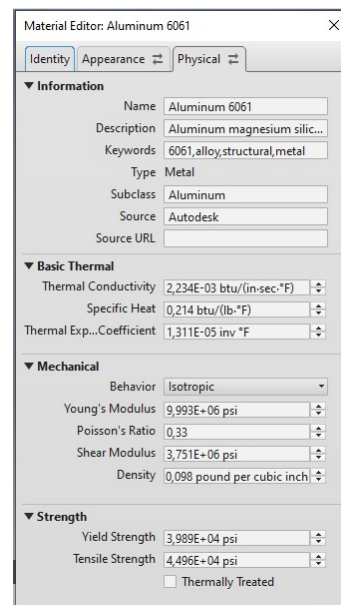 Material Editor: Aluminum 6061
Identity Appearance Physical
Information
Name Aluminum 6061
Description Aluminum magnesium silic...
Keywords 6061,alloy,structural,metal
Type Metal
Subclass Aluminum
Source Autodesk
Source URL
Basic Thermal
Thermal Conductivity 2,234E-03 btu/(in·sec·°F)
Specific Heat 0,214 btu/(lb·°F)
Thermal Exp...Coefficient 1,311E-05 inv °F
Mechanical
Behavior Isotropic
Young's Modulus 9,993E+06 psi
Poisson's Ratio 0,33
Shear Modulus 3,751E+06 psi
Density 0,098 pound per cubic inch
Strength
Yield Strength 3,989E+04 psi
Tensile Strength 4,496E+04 psi
Thermally Treated